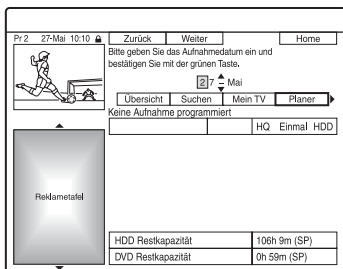 Pr 2 27-Mai 10:10 Zurück Weiter Home
Bitte geben Sie das Aufnahmedatum ein und
bestätigen Sie mit der grünen Taste.
27 Mai
Übersicht Suchen Mein TV Planer
Keine Aufnahme programmiert
HQ Einmal HDD
Reklametafel
HDD Restkapazität 106h 9m (SP)
DVD Restkapazität 0h 59m (SP)